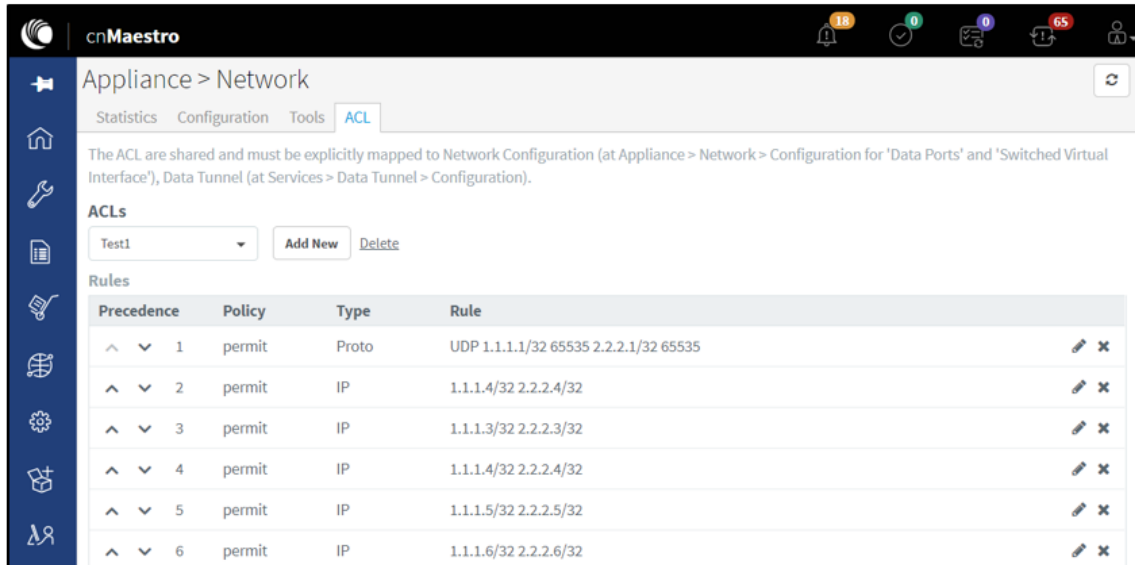 cnMaestro
18
0
0
65
Appliance > Network
Statistics Configuration Tools ACL
The ACL are shared and must be explicitly mapped to Network Configuration (at Appliance > Network > Configuration for 'Data Ports' and 'Switched Virtual
Interface'), Data Tunnel (at Services > Data Tunnel > Configuration).
ACLs
Test1 Add New Delete
Rules
Precedence Policy Type Rule
1 permit Proto UDP 1.1.1.1/32 65535 2.2.2.1/32 65535
2 permit IP 1.1.1.4/32 2.2.2.4/32
3 permit IP 1.1.1.3/32 2.2.2.3/32
4 permit IP 1.1.1.4/32 2.2.2.4/32
5 permit IP 1.1.1.5/32 2.2.2.5/32
6 permit IP 1.1.1.6/32 2.2.2.6/32